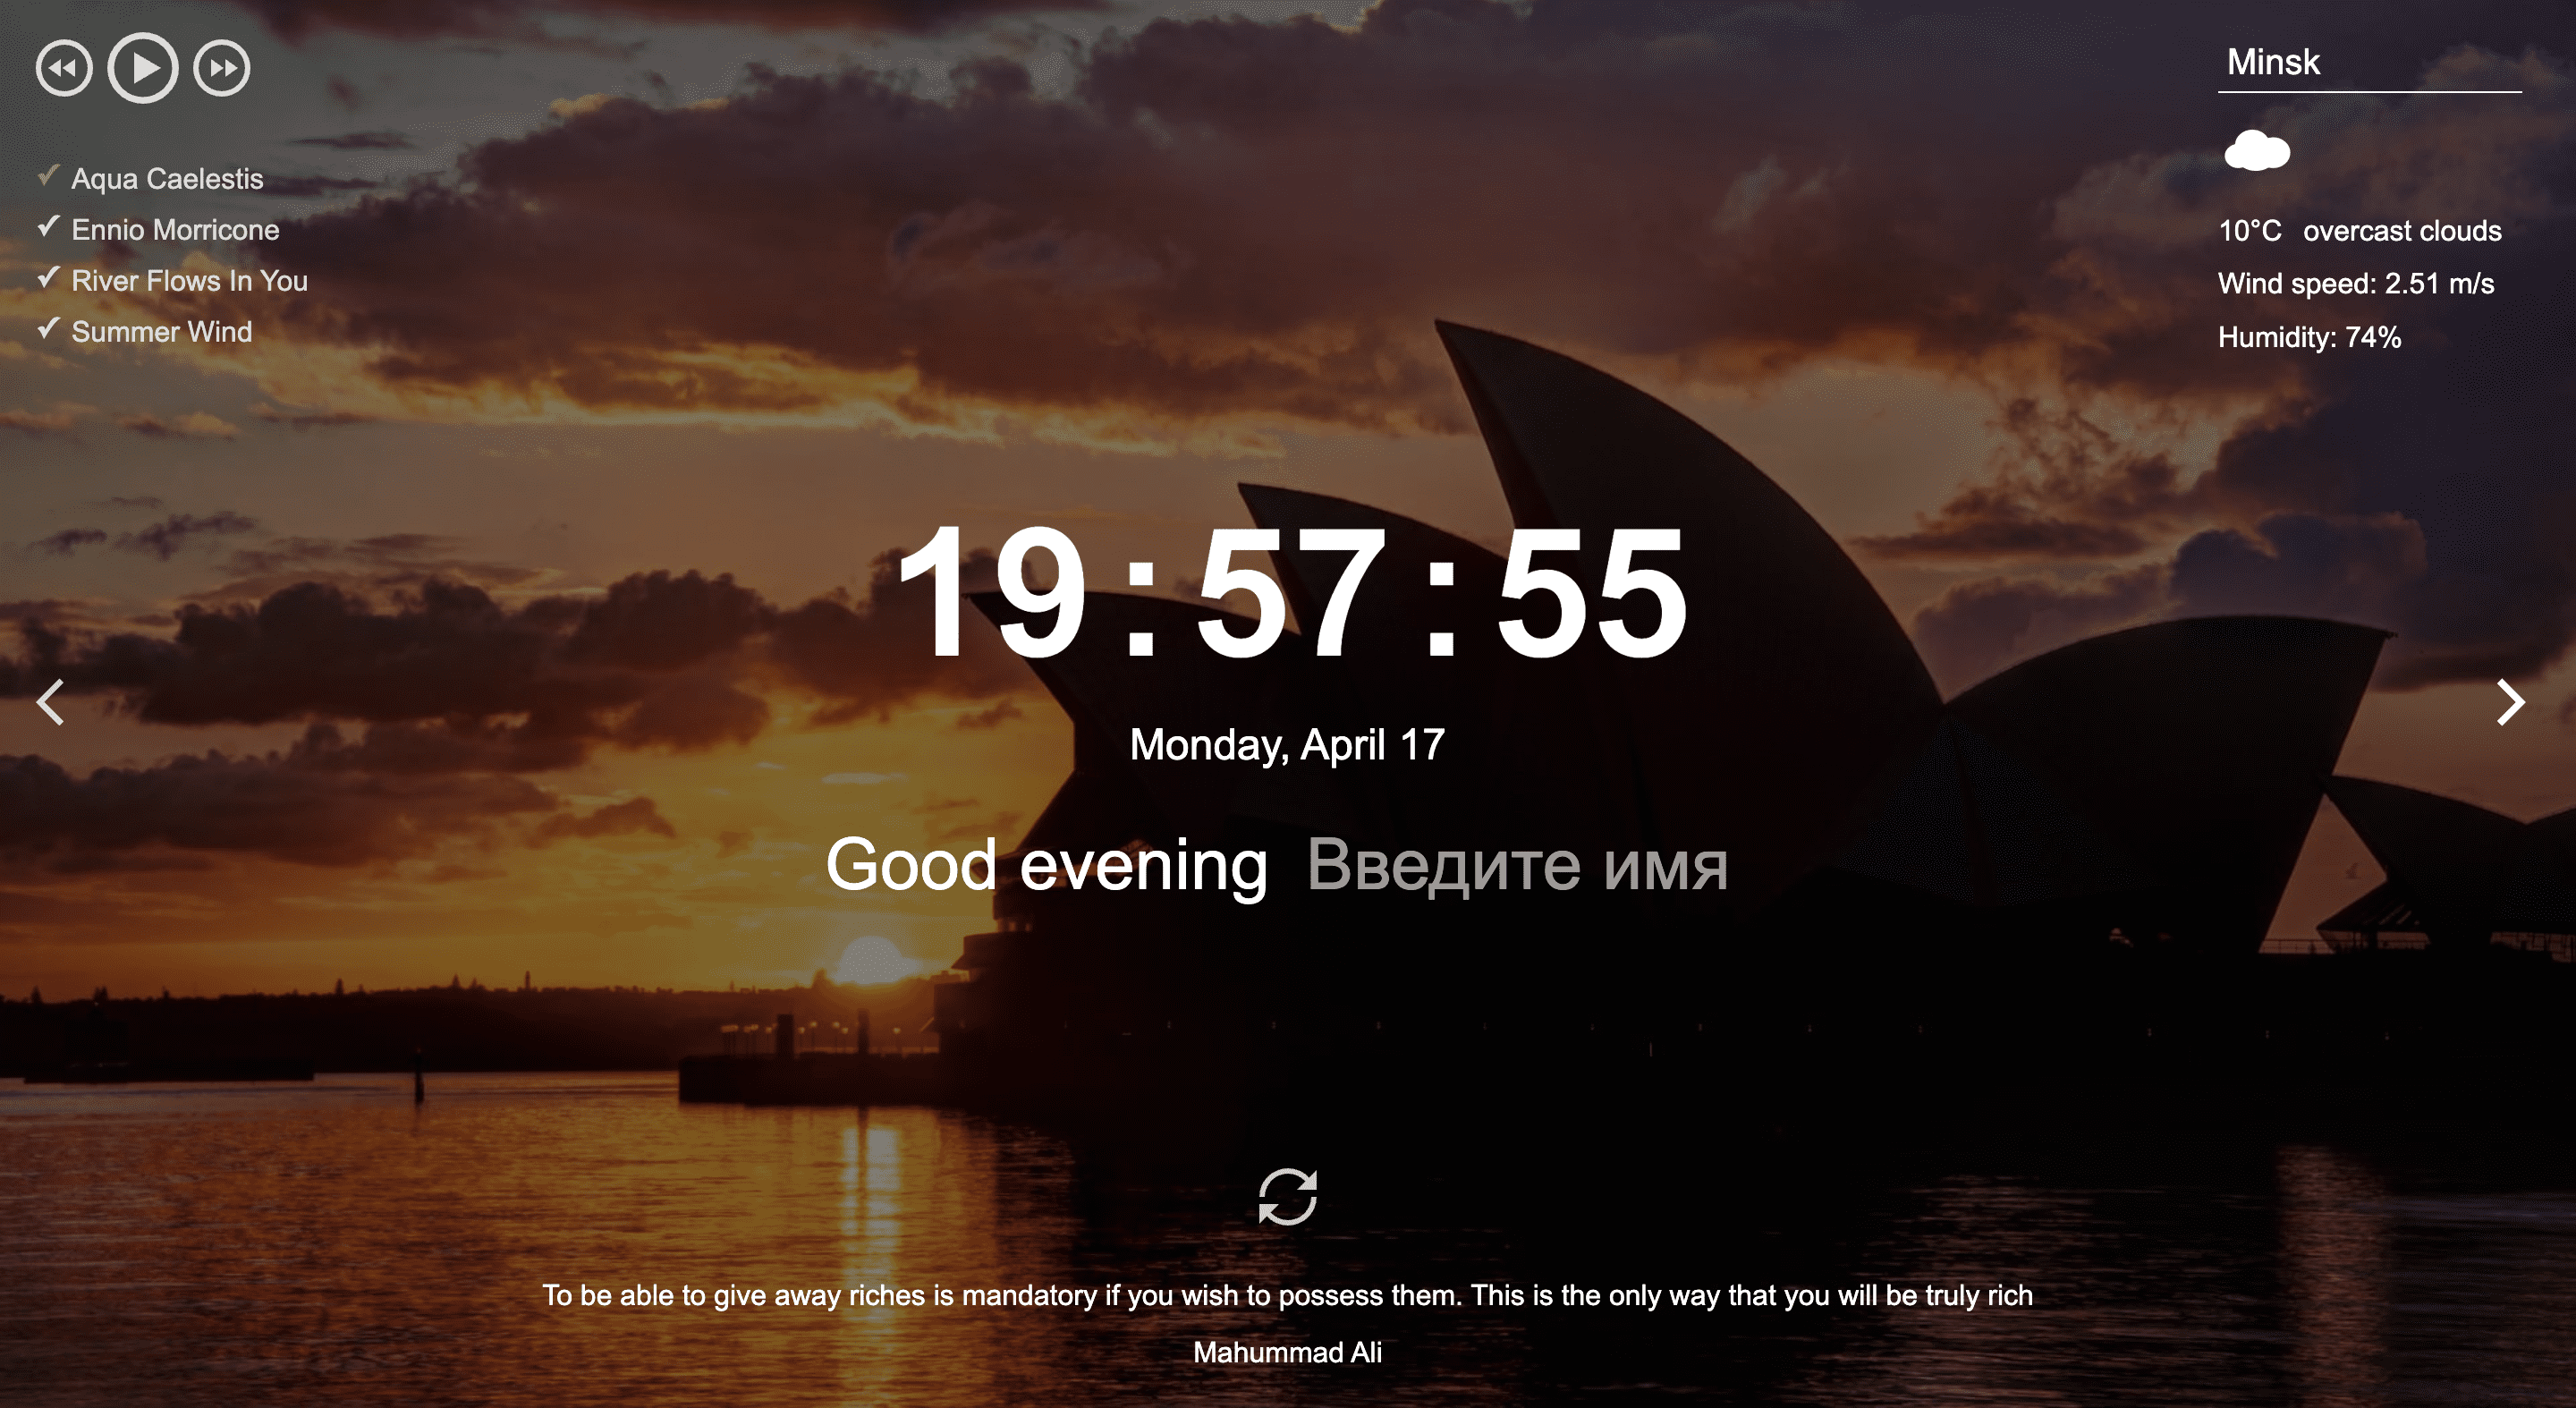 Minsk
Aqua Caelestis
Ennio Morricone
River Flows In You
Summer Wind
10°C overcast clouds
Wind speed: 2.51 m/s
Humidity: 74%
19:57:55
Monday, April 17
Good evening Введите имя
To be able to give away riches is mandatory if you wish to possess them. This is the only way that you will be truly rich
Mahummad Ali